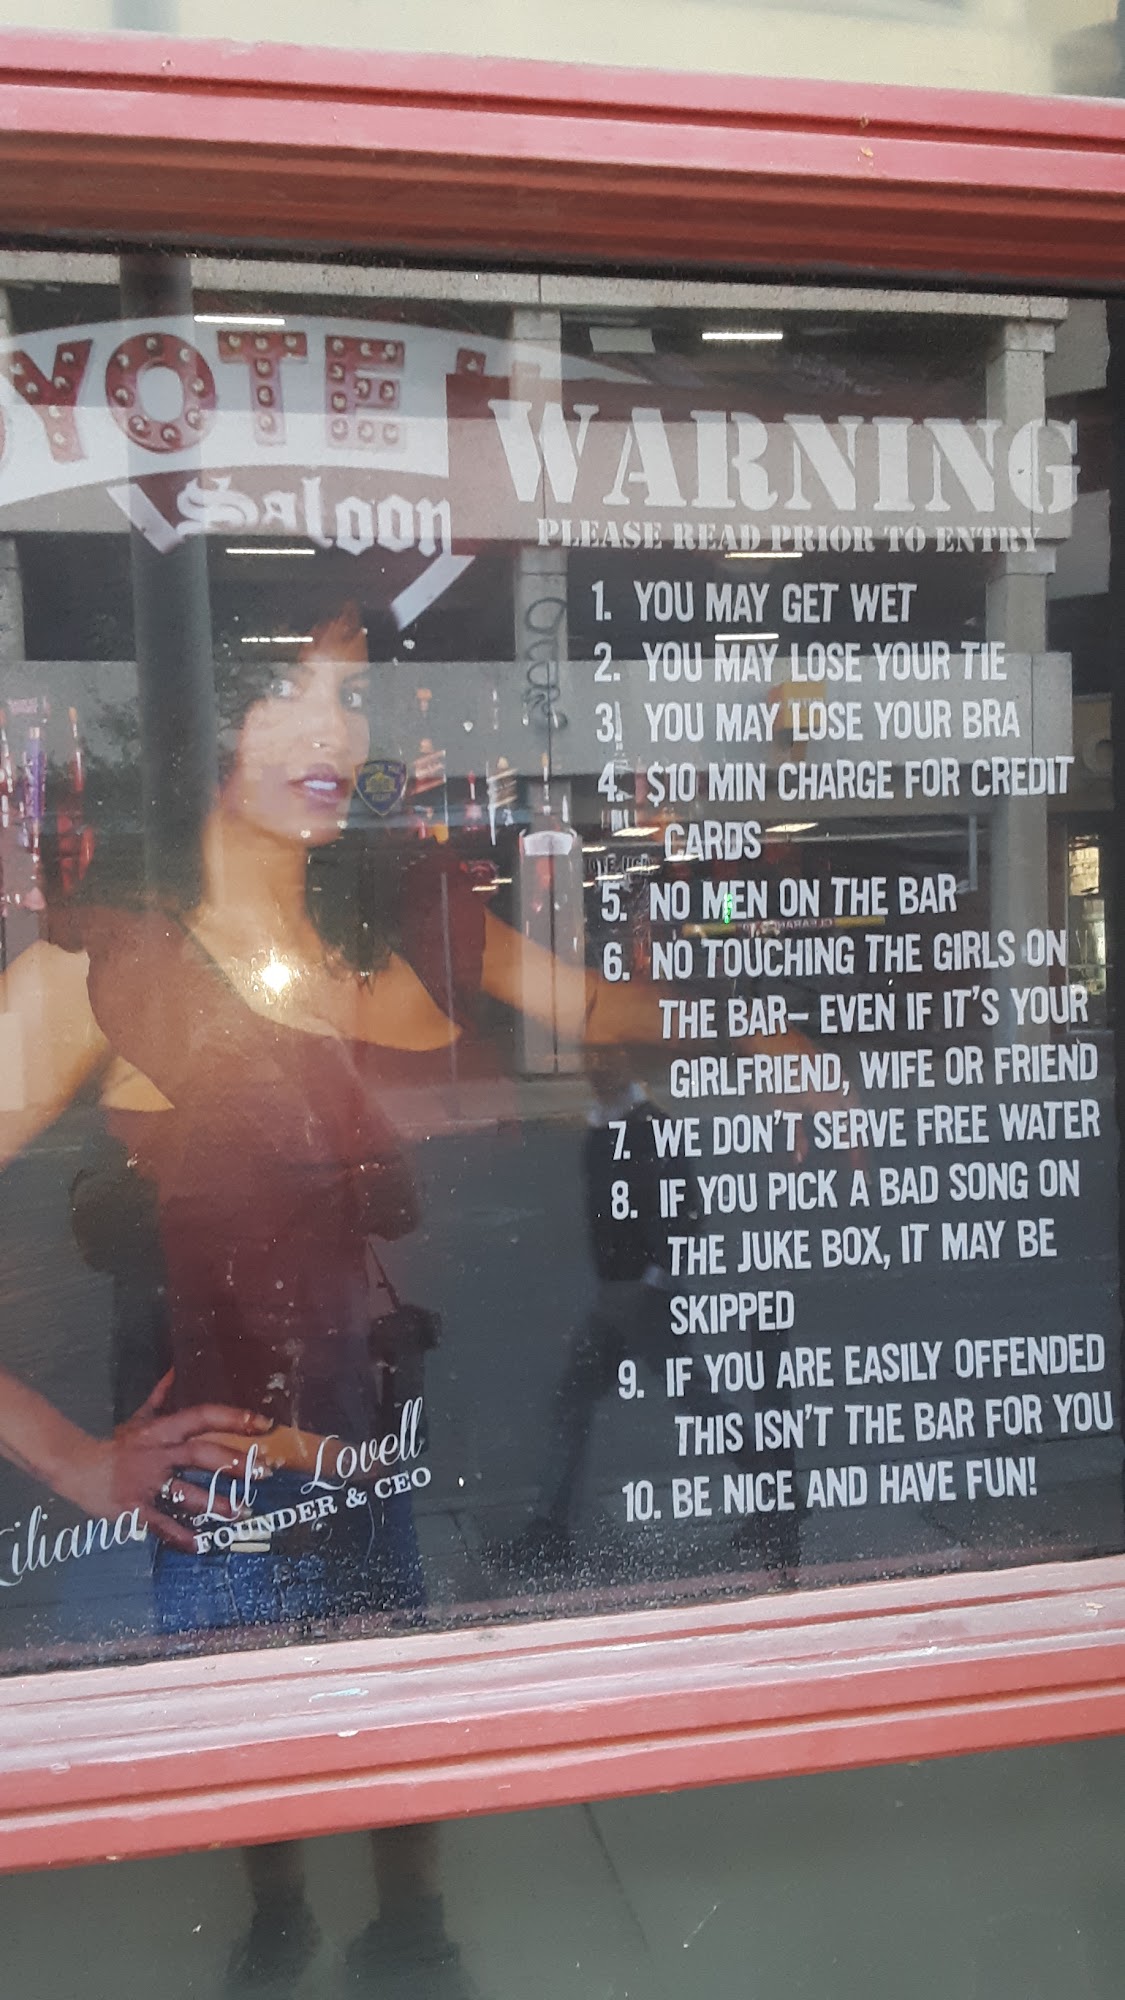 YOTE
Saloon
WARNING
PLEASE READ PRIOR TO ENTRY
1. YOU MAY GET WET
2. YOU MAY LOSE YOUR TIE
3. YOU MAY LOSE YOUR BRA
4. $10 MIN CHARGE FOR CREDIT
CARDS
5. NO MEN ON THE BAR
6. NO TOUCHING THE GIRLS ON
THE BAR– EVEN IF IT'S YOUR
GIRLFRIEND, WIFE OR FRIEND
7. WE DON'T SERVE FREE WATER
8. IF YOU PICK A BAD SONG ON
THE JUKE BOX, IT MAY BE
SKIPPED
9. IF YOU ARE EASILY OFFENDED
THIS ISN'T THE BAR FOR YOU
10. BE NICE AND HAVE FUN!
Liliana "Lil" Lovell
FOUNDER & CEO